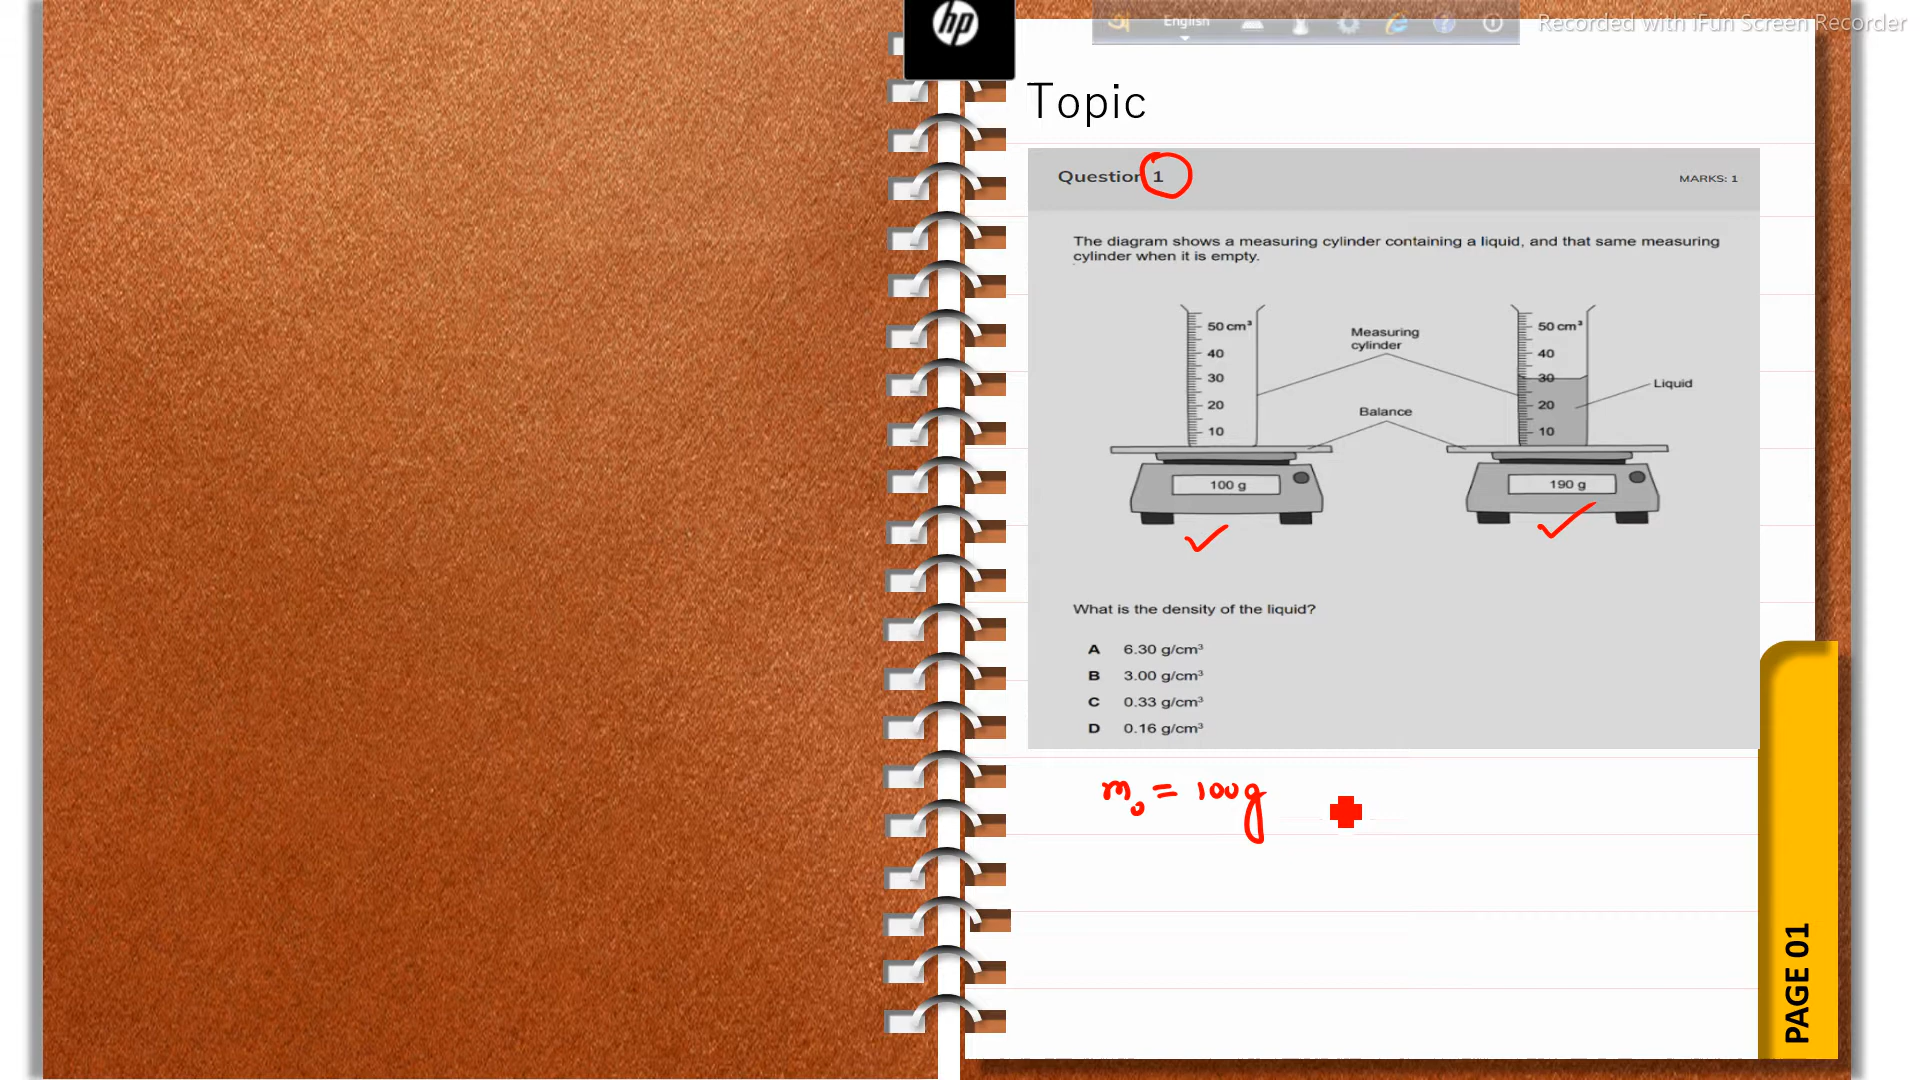 hp
English
Recorded with iFun Screen Recorder
Topic
Question 1
MARKS: 1
The diagram shows a measuring cylinder containing a liquid, and that same measuring
cylinder when it is empty.
50 cm³
40
30
20
10
100 g
Measuring
cylinder
Balance
50 cm³
40
30
20
10
190 g
Liquid
What is the density of the liquid?
A 6.30 g/cm³
B 3.00 g/cm³
C 0.33 g/cm³
D 0.16 g/cm³
m₀ = 100g
PAGE 01